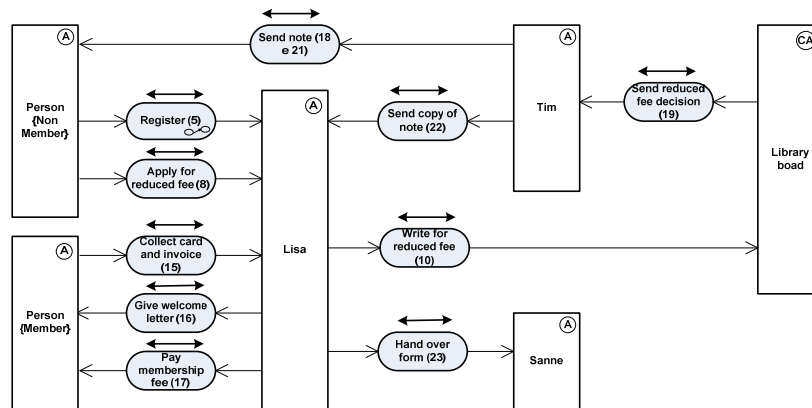 Send note (18
e 21)
A
A
CA
Person
{Non
Member}
Register (5)
A
Send copy of
note (22)
Tim
Send reduced
fee decision
(19)
Library
boad
Apply for
reduced fee (8)
A
Collect card
and invoice
(15)
Lisa
Write for
reduced fee
(10)
Person
{Member}
Give welcome
letter (16)
Pay
membership
fee (17)
Hand over
form (23)
A
Sanne